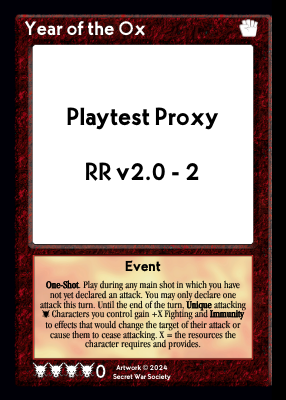 Year of the Ox
Playtest Proxy
RR v2.0 - 2
Event
One-Shot. Play during any main shot in which you have
not yet declared an attack. You may only declare one
attack this turn. Until the end of the turn, Unique attacking
Characters you control gain +X Fighting and Immunity
to effects that would change the target of their attack or
cause them to cease attacking. X = the resources the
character requires and provides.
0
Artwork © 2024
Secret War Society